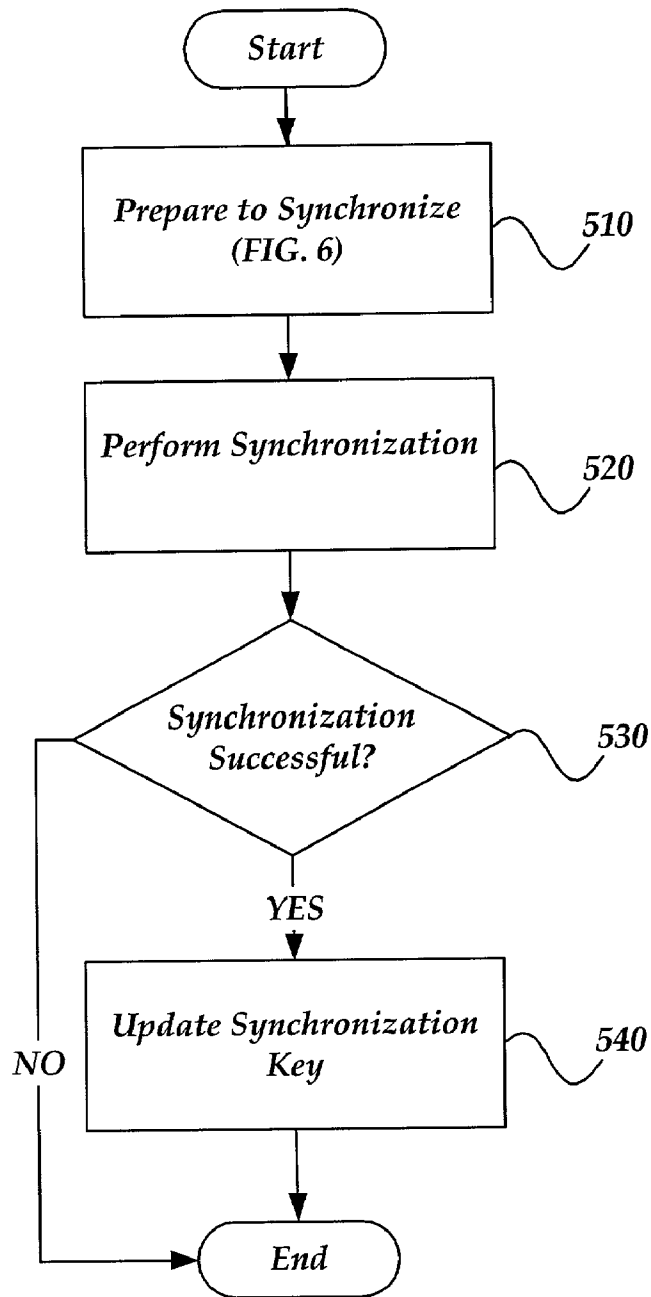 Start
Prepare to Synchronize
(FIG. 6)
510
Perform Synchronization
520
Synchronization
Successful?
530
YES
Update Synchronization
Key
540
NO
End